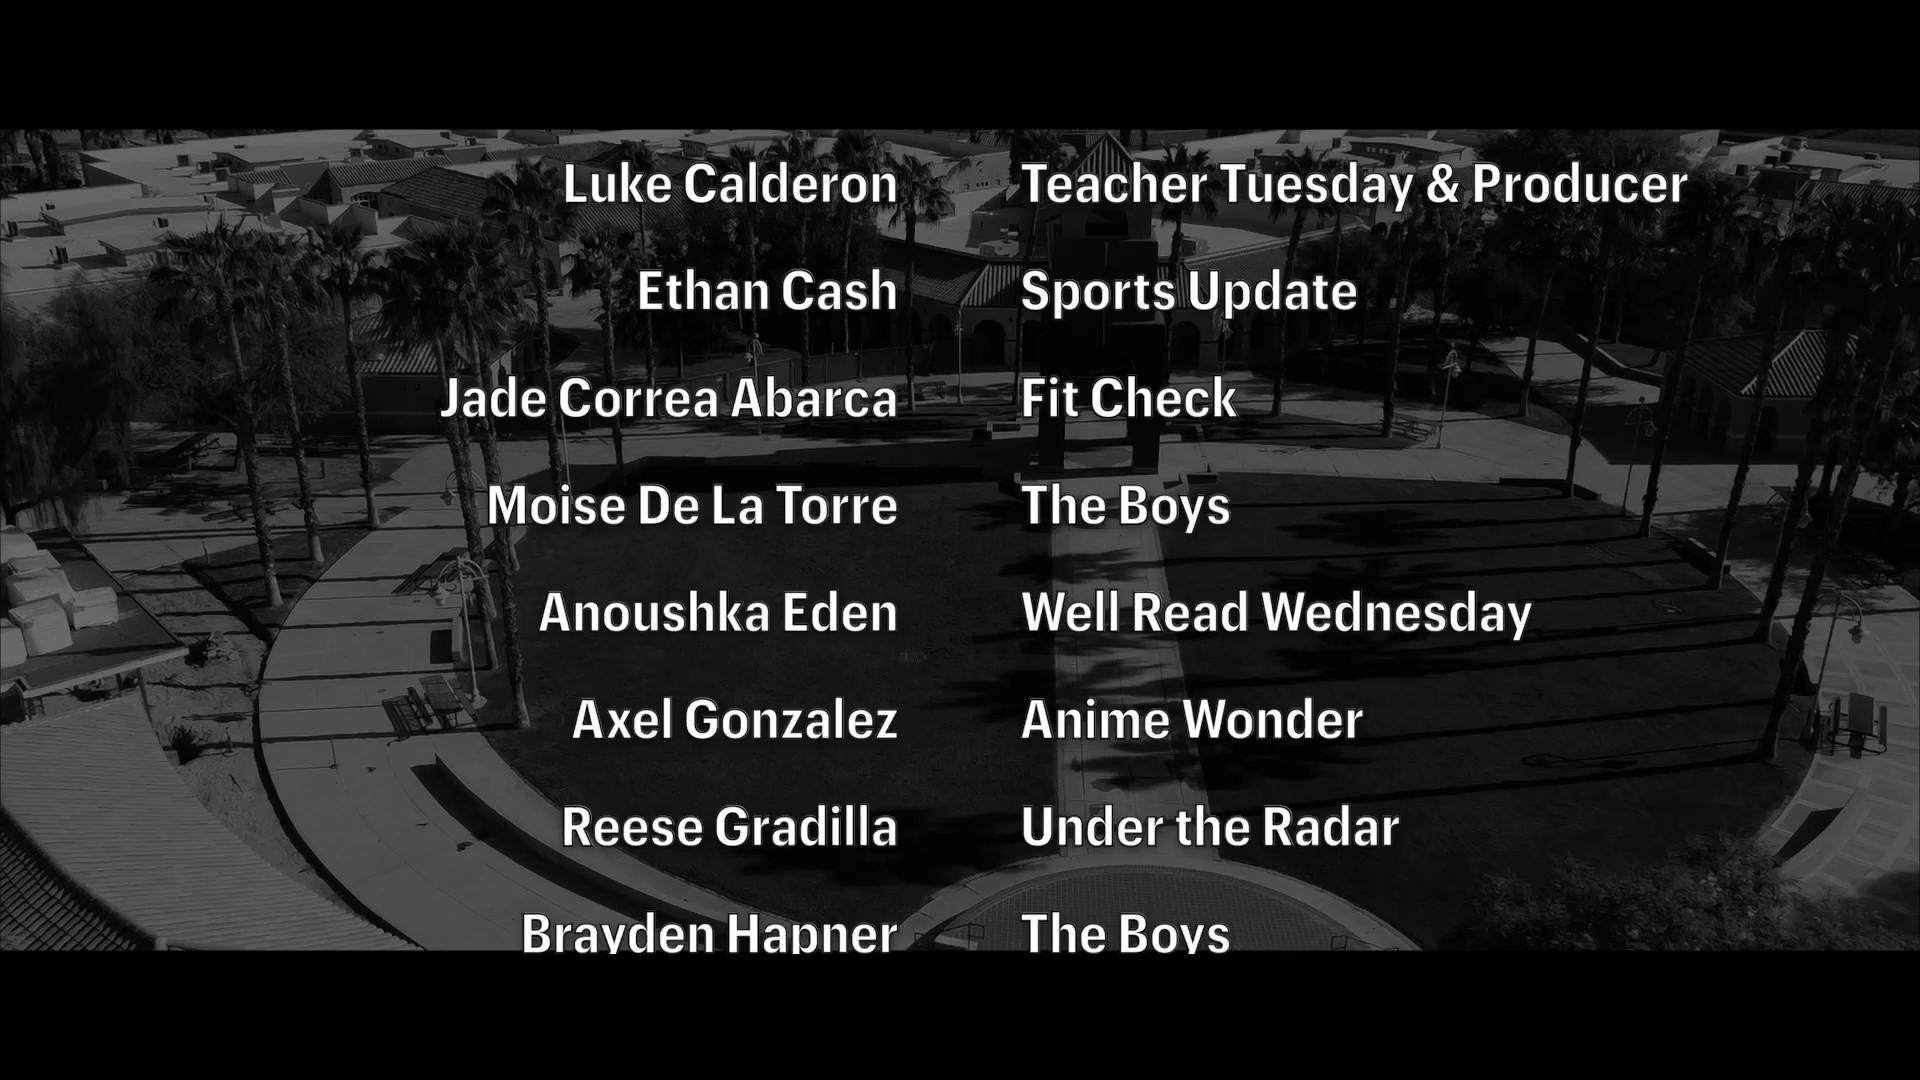 Luke Calderon Teacher Tuesday & Producer
Ethan Cash Sports Update
Jade Correa Abarca Fit Check
Moise De La Torre The Boys
Anoushka Eden Well Read Wednesday
Axel Gonzalez Anime Wonder
Reese Gradilla Under the Radar
Brayden Hapner The Boys